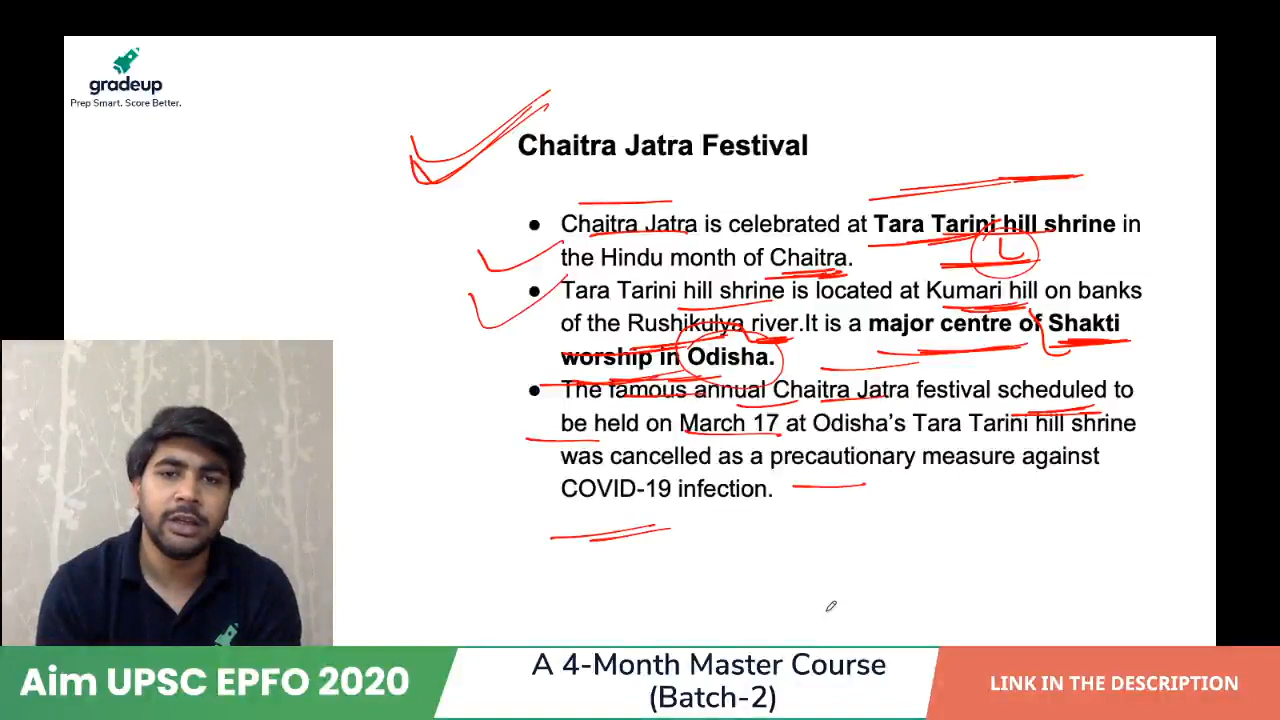 gradeup
Prep Smart. Score Better.
Chaitra Jatra Festival
● Chaitra Jatra is celebrated at Tara Tarini hill shrine in
the Hindu month of Chaitra.
● Tara Tarini hill shrine is located at Kumari hill on banks
of the Rushikulya river.It is a major centre of Shakti
worship in Odisha.
● The famous annual Chaitra Jatra festival scheduled to
be held on March 17 at Odisha’s Tara Tarini hill shrine
was cancelled as a precautionary measure against
COVID-19 infection.
Aim UPSC EPFO 2020
A 4-Month Master Course
(Batch-2)
LINK IN THE DESCRIPTION